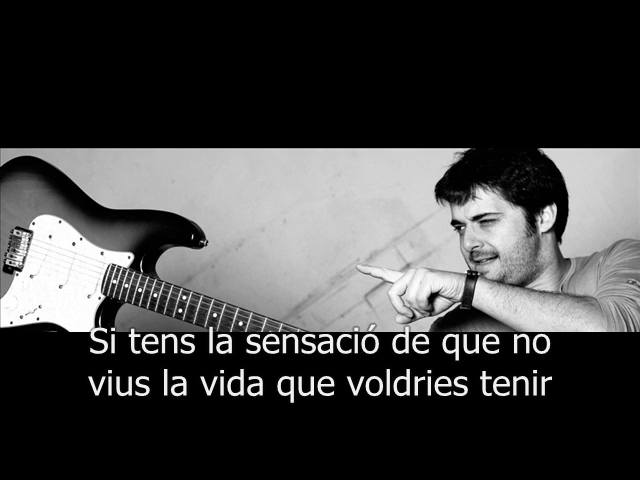 Si tens la sensació de que no
vius la vida que voldries tenir